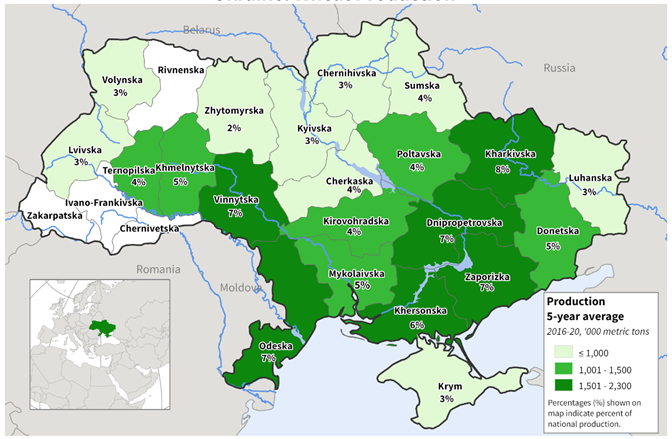 Belarus
Russia
Rivnenska
Volynska
3%
Chernihivska
3%
Sumska
4%
Zhytomyrska
2%
Kyivska
3%
Lvivska
3%
Ternopilska
4%
Khmelnytska
5%
Poltavska
4%
Kharkivska
8%
Luhanska
3%
Cherkaska
4%
Vinnytska
7%
Ivano-Frankivska
Zakarpatska
Chernivetska
Kirovohradska
4%
Dnipropetrovska
7%
Donetska
5%
Romania
Moldova
Mykolaivska
5%
Zaporizka
7%
Khersonska
6%
Odeska
7%
Krym
3%
Production
5-year average
2016-20, '000 metric tons
≤ 1,000
1,001 - 1,500
1,501 - 2,300
Percentages (%) shown on
map indicate percent of
national production.